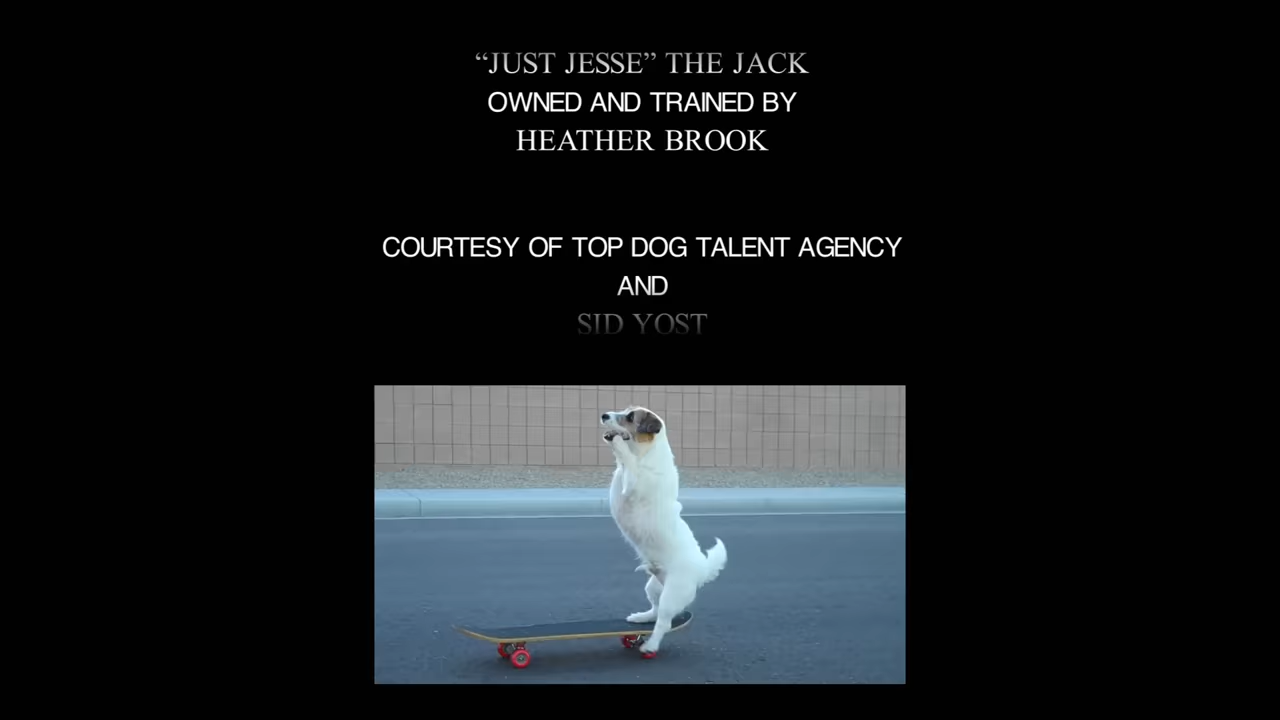 “JUST JESSE” THE JACK
OWNED AND TRAINED BY
HEATHER BROOK
COURTESY OF TOP DOG TALENT AGENCY
AND
SID YOST